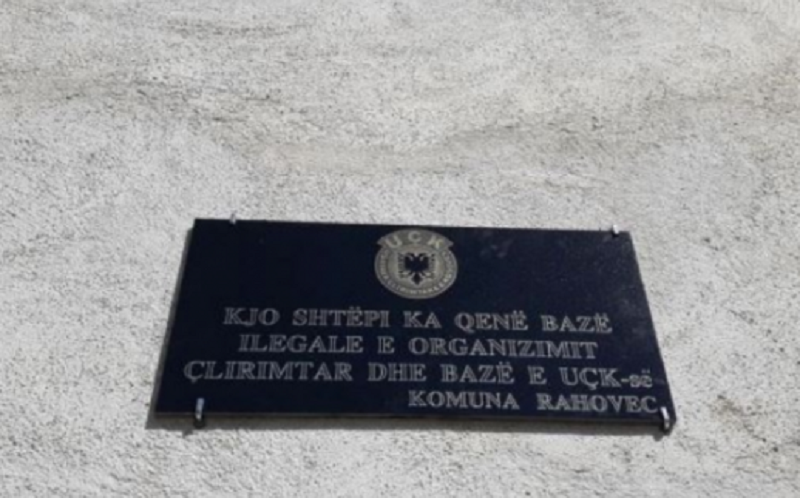 UÇK
KJO SHTËPI KA QENË BAZË
ILEGALE E ORGANIZIMIT
ÇLIRIMTAR DHE BAZË E UÇK-së
KOMUNA RAHOVEC